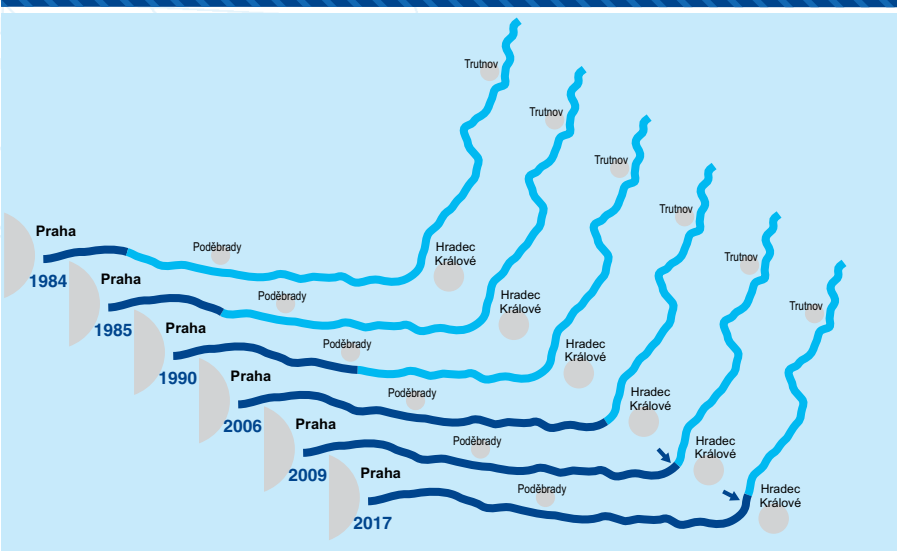 Trutnov
Trutnov
Trutnov
Trutnov
Trutnov
Trutnov
Praha
1984
Poděbrady
Hradec
Králové
Praha
1985
Poděbrady
Hradec
Králové
Praha
1990
Poděbrady
Hradec
Králové
Praha
2006
Poděbrady
Hradec
Králové
Praha
2009
Poděbrady
Hradec
Králové
Praha
2017
Poděbrady
Hradec
Králové